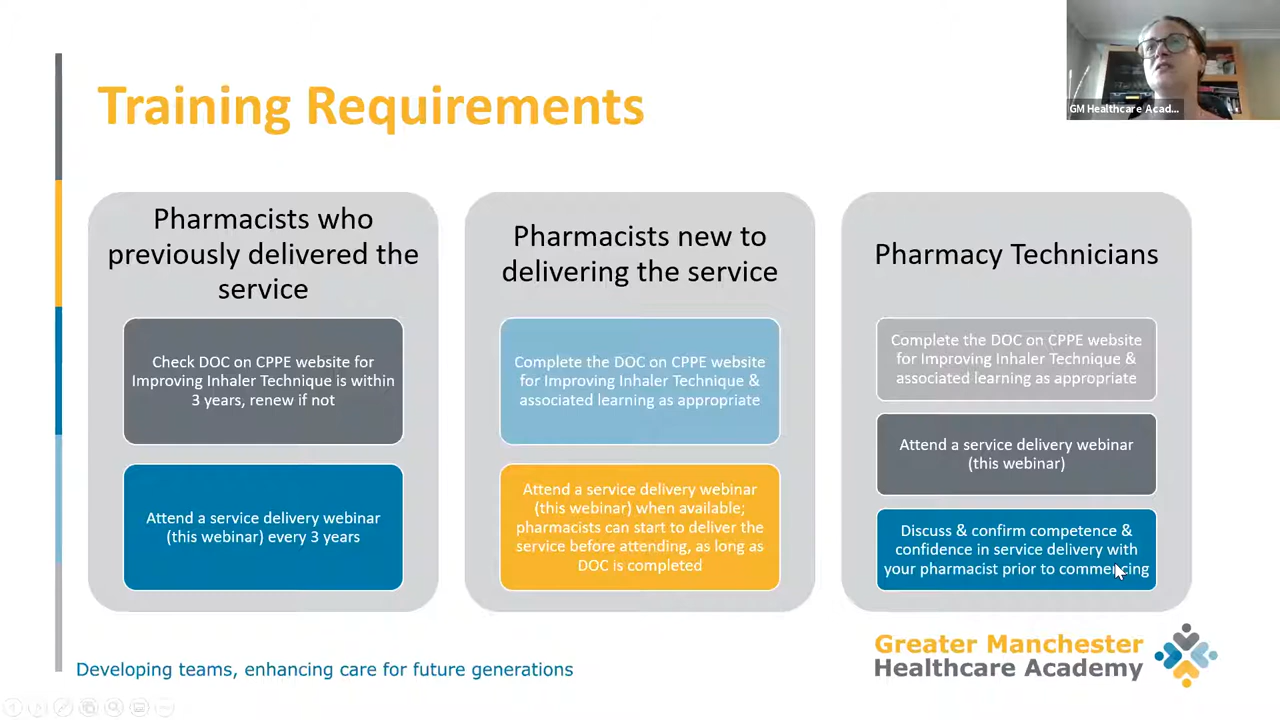 GM Healthcare Acad...
Training Requirements
Pharmacists who
previously delivered the
service
Check DOC on CPPE website for
Improving Inhaler Technique is within
3 years, renew if not
Attend a service delivery webinar
(this webinar) every 3 years
Pharmacists new to
delivering the service
Complete the DOC on CPPE website
for Improving Inhaler Technique &
associated learning as appropriate
Attend a service delivery webinar
(this webinar) when available;
pharmacists can start to deliver the
service before attending, as long as
DOC is completed
Pharmacy Technicians
Complete the DOC on CPPE website
for Improving Inhaler Technique &
associated learning as appropriate
Attend a service delivery webinar
(this webinar)
Discuss & confirm competence &
confidence in service delivery with
your pharmacist prior to commencing
Developing teams, enhancing care for future generations
Greater Manchester
Healthcare Academy